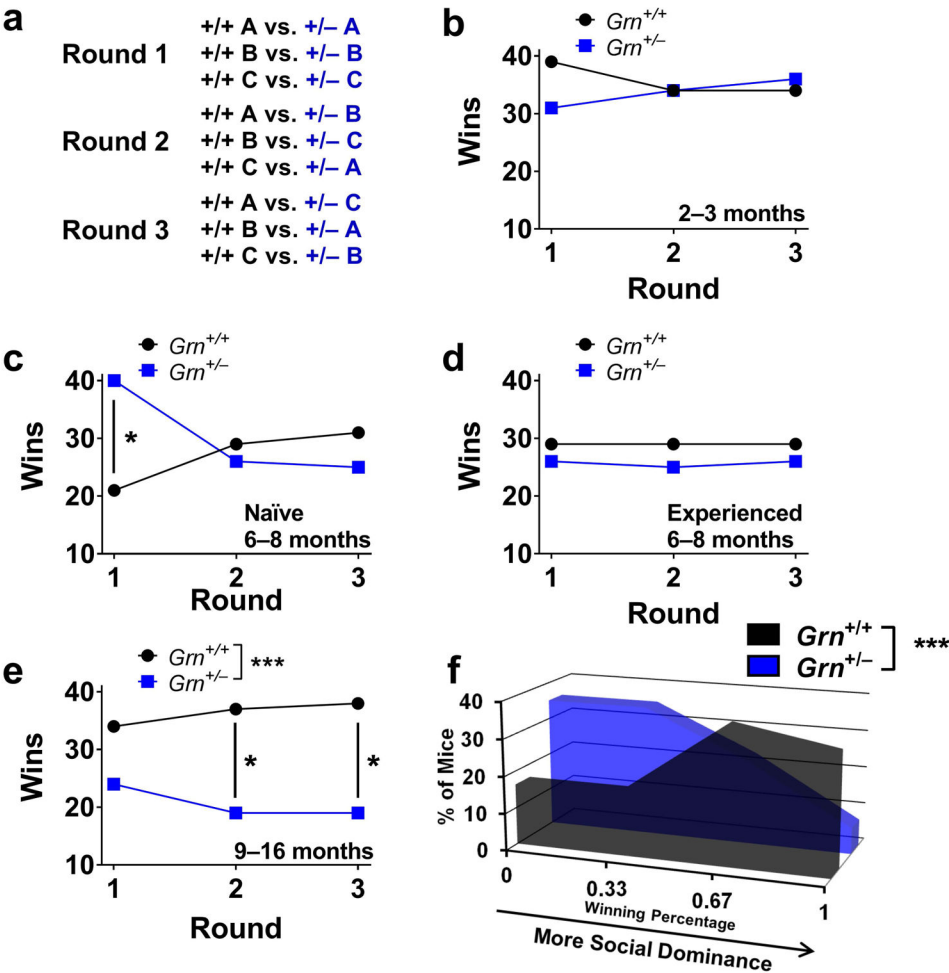 a
Round 1
+/+ A vs. +/– A
+/+ B vs. +/– B
+/+ C vs. +/– C
Round 2
+/+ A vs. +/– B
+/+ B vs. +/– C
+/+ C vs. +/– A
Round 3
+/+ A vs. +/– C
+/+ B vs. +/– A
+/+ C vs. +/– B
b
Grn+/+
Grn+/–
Wins
40
30
20
10
2–3 months
1 2 3
Round
c
Grn+/+
Grn+/–
Wins
40
30
20
10
*
Naïve
6–8 months
1 2 3
Round
d
Grn+/+
Grn+/–
Wins
40
30
20
10
Experienced
6–8 months
1 2 3
Round
e
Grn+/+
Grn+/–
***
Wins
40
30
20
10
* *
9–16 months
1 2 3
Round
f
Grn+/+
Grn+/–
***
% of Mice
40
30
20
10
0
0 0.33 0.67 1
Winning Percentage
More Social Dominance